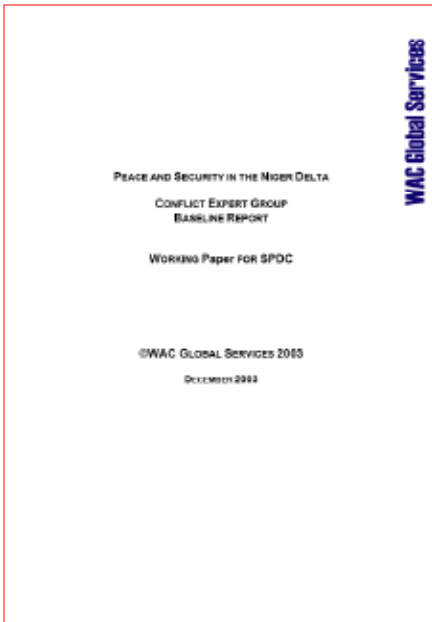 WAC Global Services
PEACE AND SECURITY IN THE NIGER DELTA
CONFLICT EXPERT GROUP
BASELINE REPORT
WORKING Paper FOR SPDC
©WAC GLOBAL SERVICES 2003
DECEMBER 2003